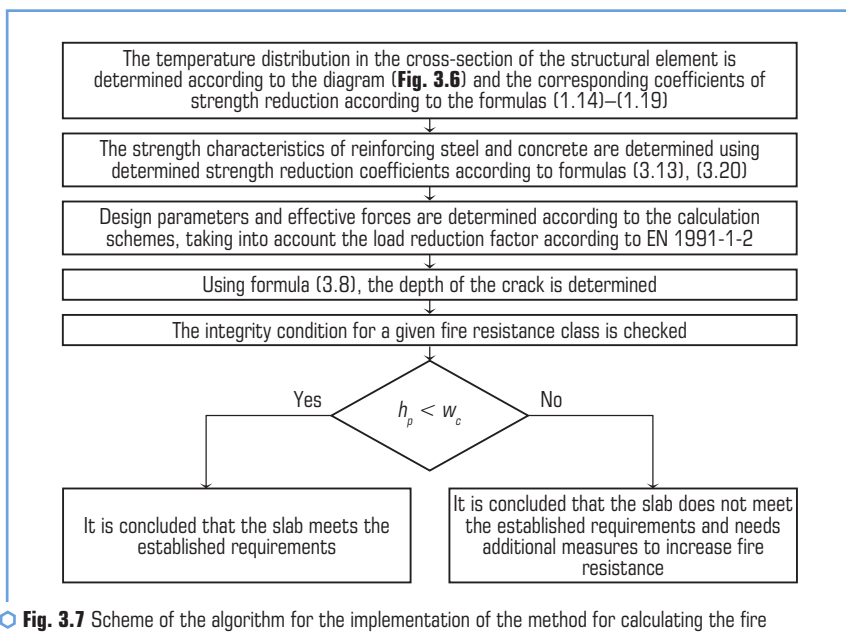 The temperature distribution in the cross-section of the structural element is
determined according to the diagram (Fig. 3.6) and the corresponding coefficients of
strength reduction according to the formulas (1.14)–(1.19)
The strength characteristics of reinforcing steel and concrete are determined using
determined strength reduction coefficients according to formulas (3.13), (3.20)
Design parameters and effective forces are determined according to the calculation
schemes, taking into account the load reduction factor according to EN 1991-1-2
Using formula (3.8), the depth of the crack is determined
The integrity condition for a given fire resistance class is checked
Yes
h_p < w_c
No
It is concluded that the slab meets the
established requirements
It is concluded that the slab does not meet
the established requirements and needs
additional measures to increase fire
resistance
Fig. 3.7 Scheme of the algorithm for the implementation of the method for calculating the fire